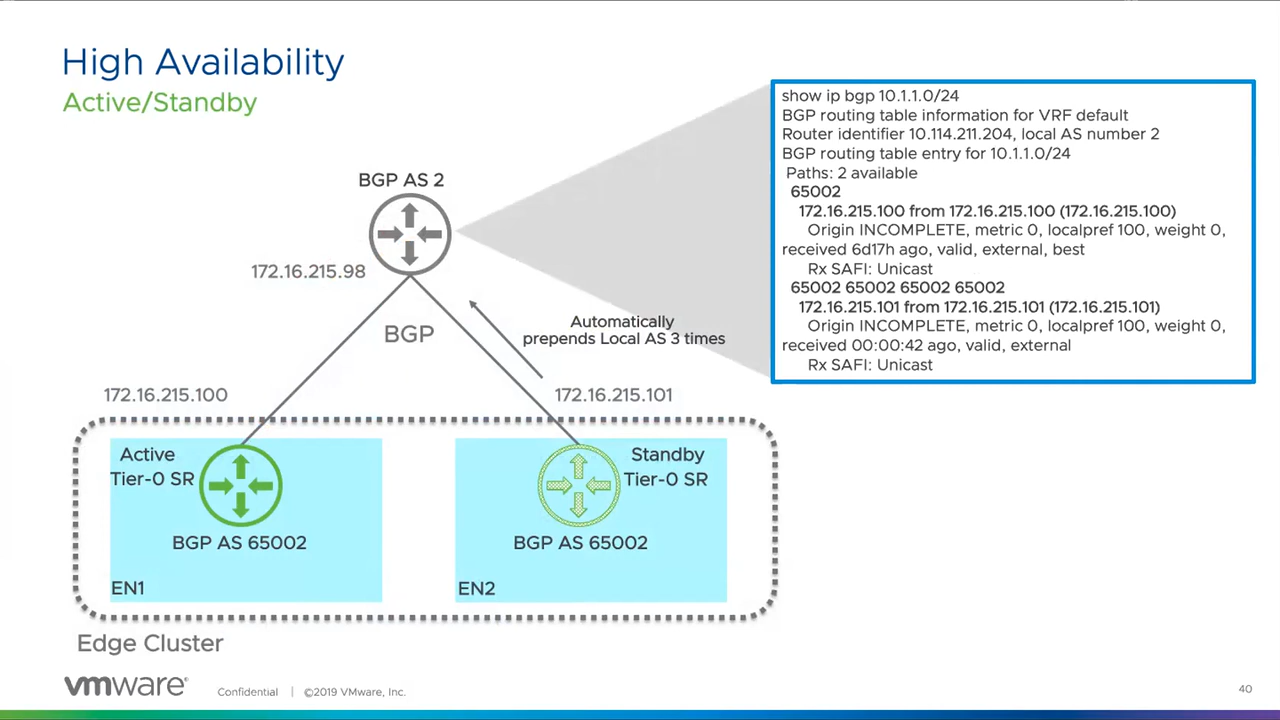 High Availability
Active/Standby
show ip bgp 10.1.1.0/24
BGP routing table information for VRF default
Router identifier 10.114.211.204, local AS number 2
BGP routing table entry for 10.1.1.0/24
Paths: 2 available
65002
172.16.215.100 from 172.16.215.100 (172.16.215.100)
Origin INCOMPLETE, metric 0, localpref 100, weight 0,
received 6d17h ago, valid, external, best
Rx SAFI: Unicast
65002 65002 65002 65002
172.16.215.101 from 172.16.215.101 (172.16.215.101)
Origin INCOMPLETE, metric 0, localpref 100, weight 0,
received 00:00:42 ago, valid, external
Rx SAFI: Unicast
BGP AS 2
172.16.215.98
BGP
Automatically
prepends Local AS 3 times
172.16.215.100
172.16.215.101
Active
Tier-0 SR
BGP AS 65002
EN1
Standby
Tier-0 SR
BGP AS 65002
EN2
Edge Cluster
vmware®
Confidential | ©2019 VMware, Inc.
40